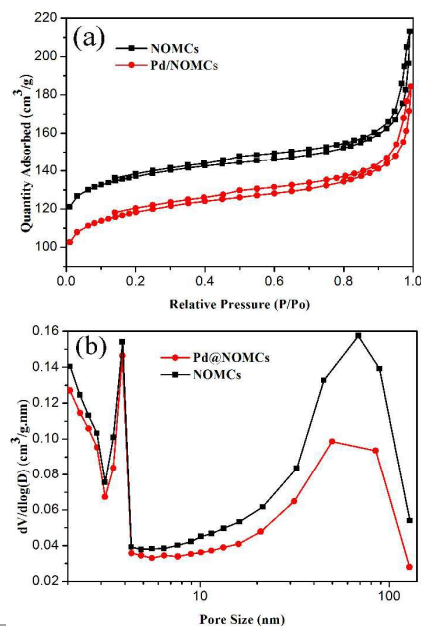 (a)
NOMCs
Pd/NOMCs
Quantity Adsorbed (cm³/g)
220
200
180
160
140
120
100
0.0 0.2 0.4 0.6 0.8 1.0
Relative Pressure (P/Po)
(b)
Pd@NOMCs
NOMCs
dV/dlog(D) (cm³/g.nm)
0.16
0.14
0.12
0.10
0.08
0.06
0.04
0.02
10 100
Pore Size (nm)